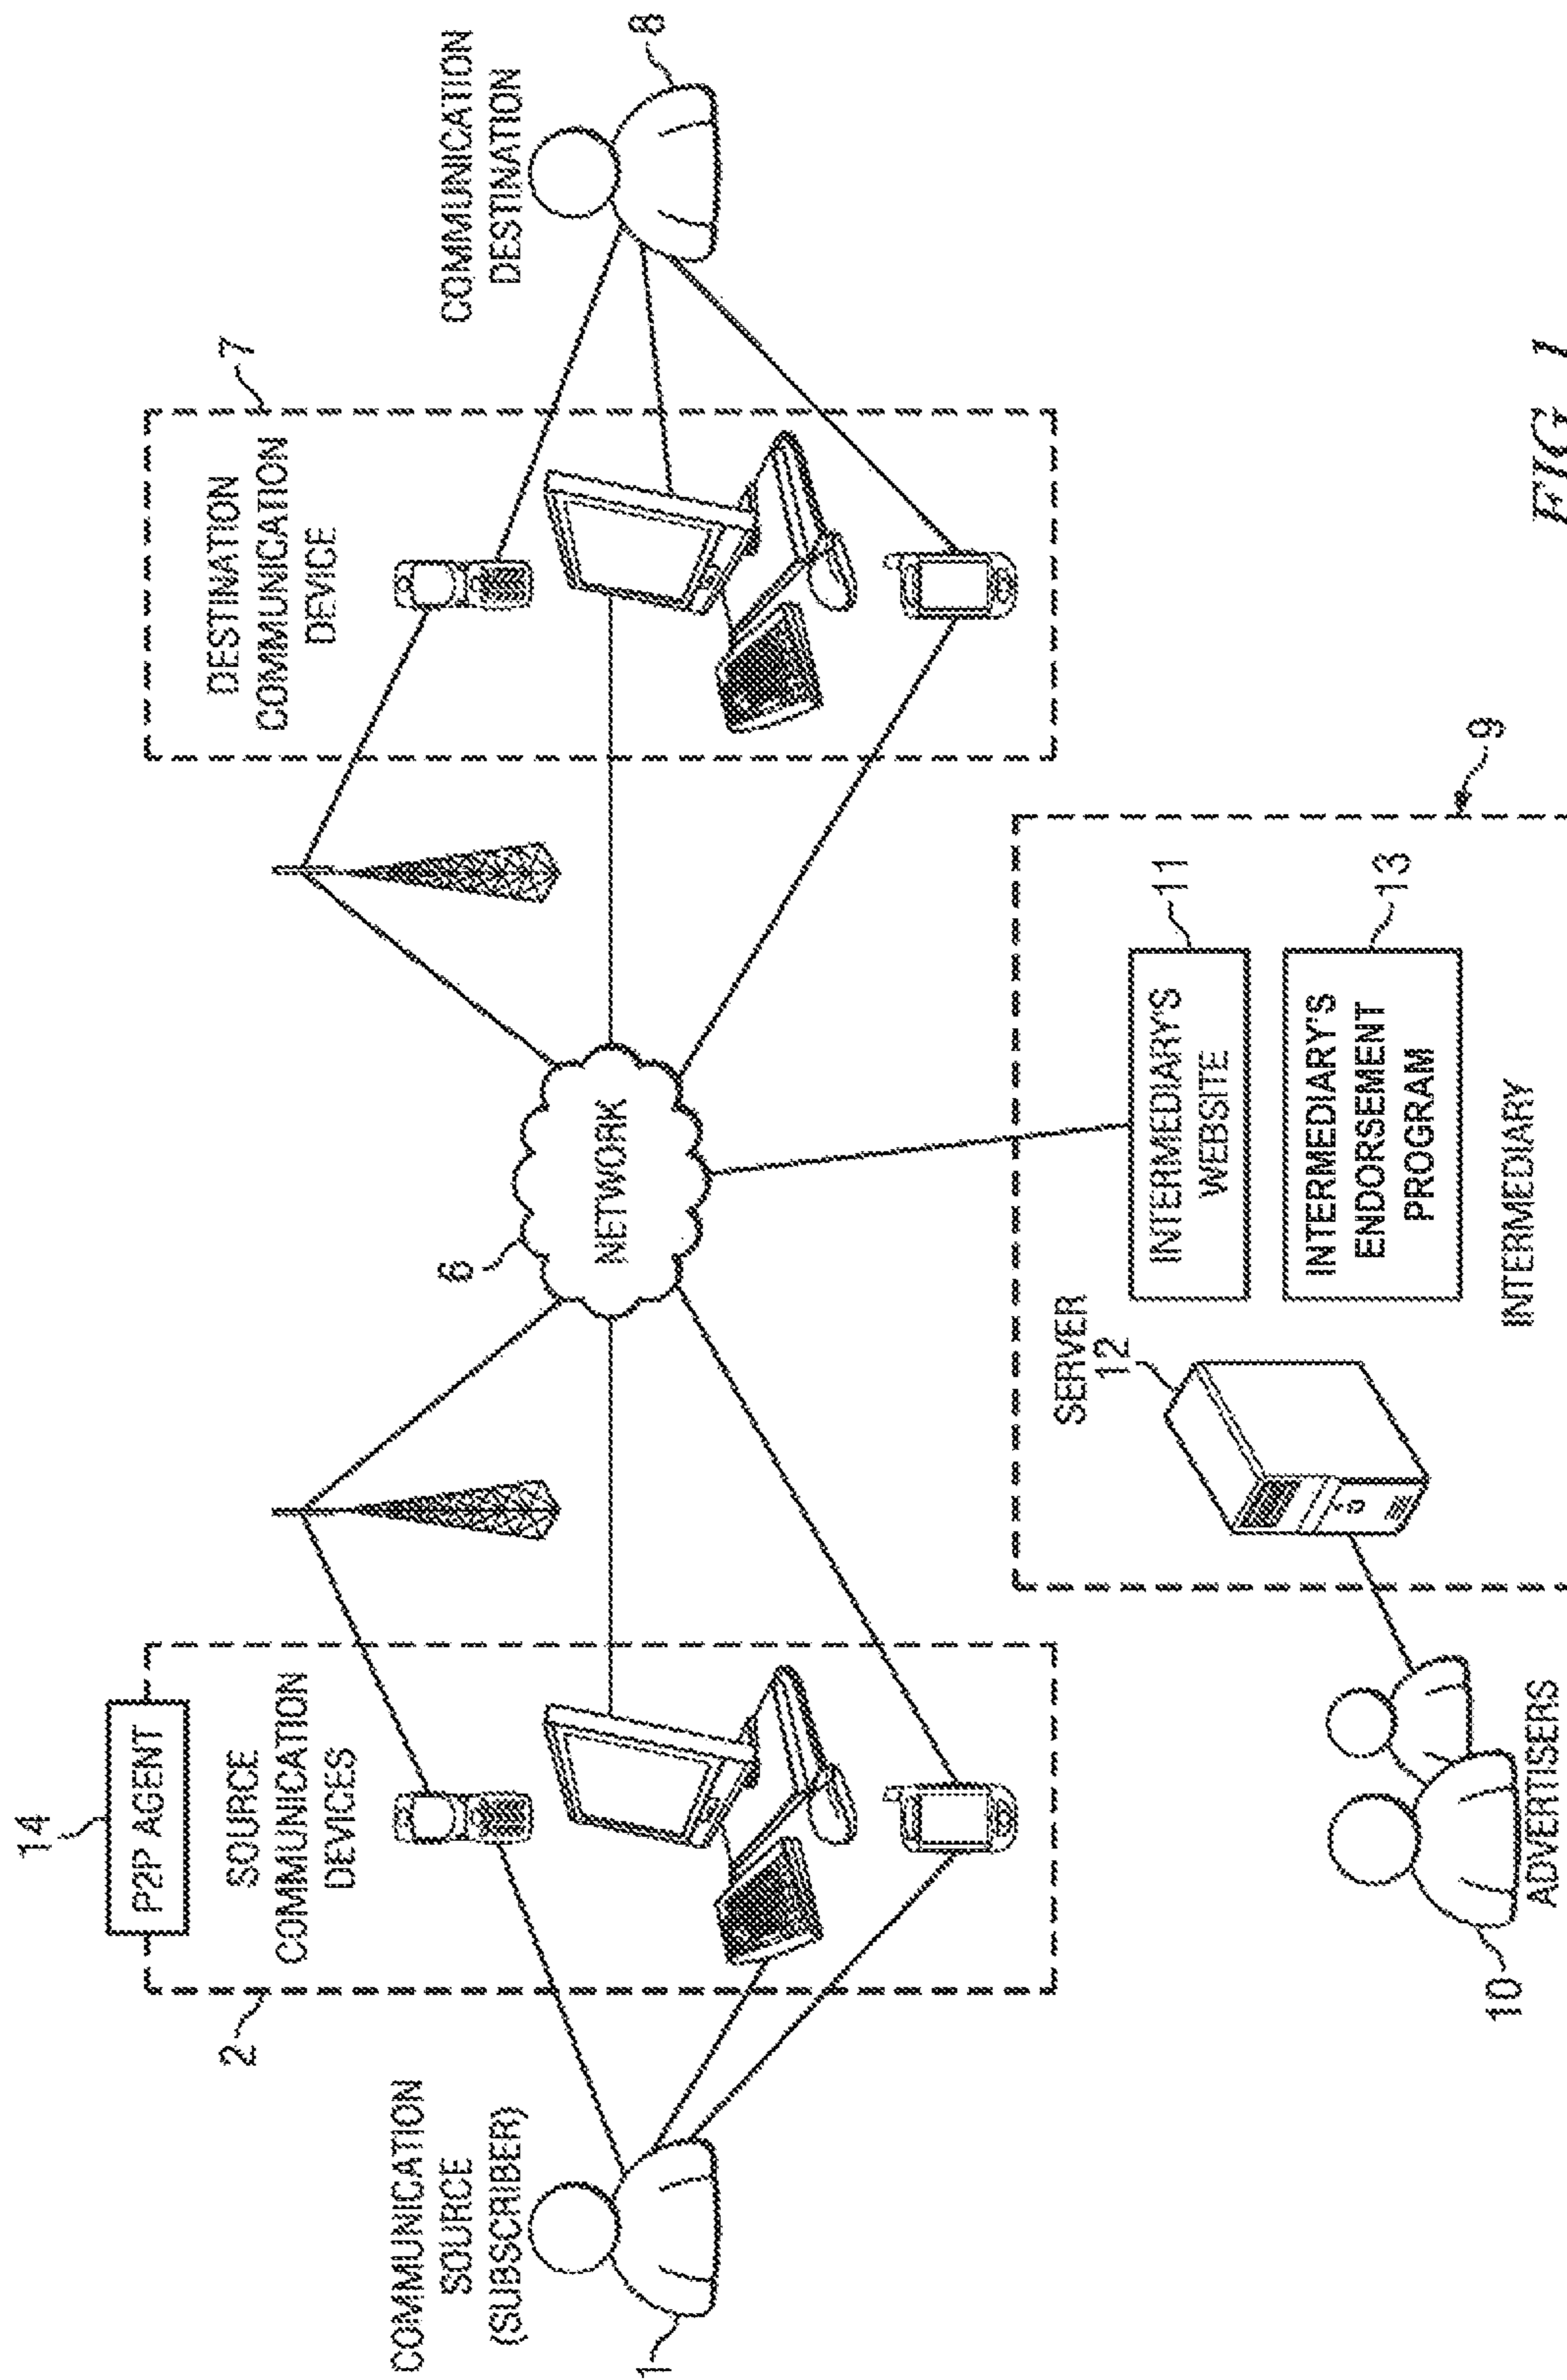 14
P2P AGENT
2
SOURCE
COMMUNICATION
DEVICES
COMMUNICATION
SOURCE
(SUBSCRIBER)
1
6
NETWORK
DESTINATION
COMMUNICATION
DEVICE
7
COMMUNICATION
DESTINATION
8
10
ADVERTISERS
SERVER
12
INTERMEDIARY'S
WEBSITE
11
INTERMEDIARY'S
ENDORSEMENT
PROGRAM
13
INTERMEDIARY
9
FIG. 1